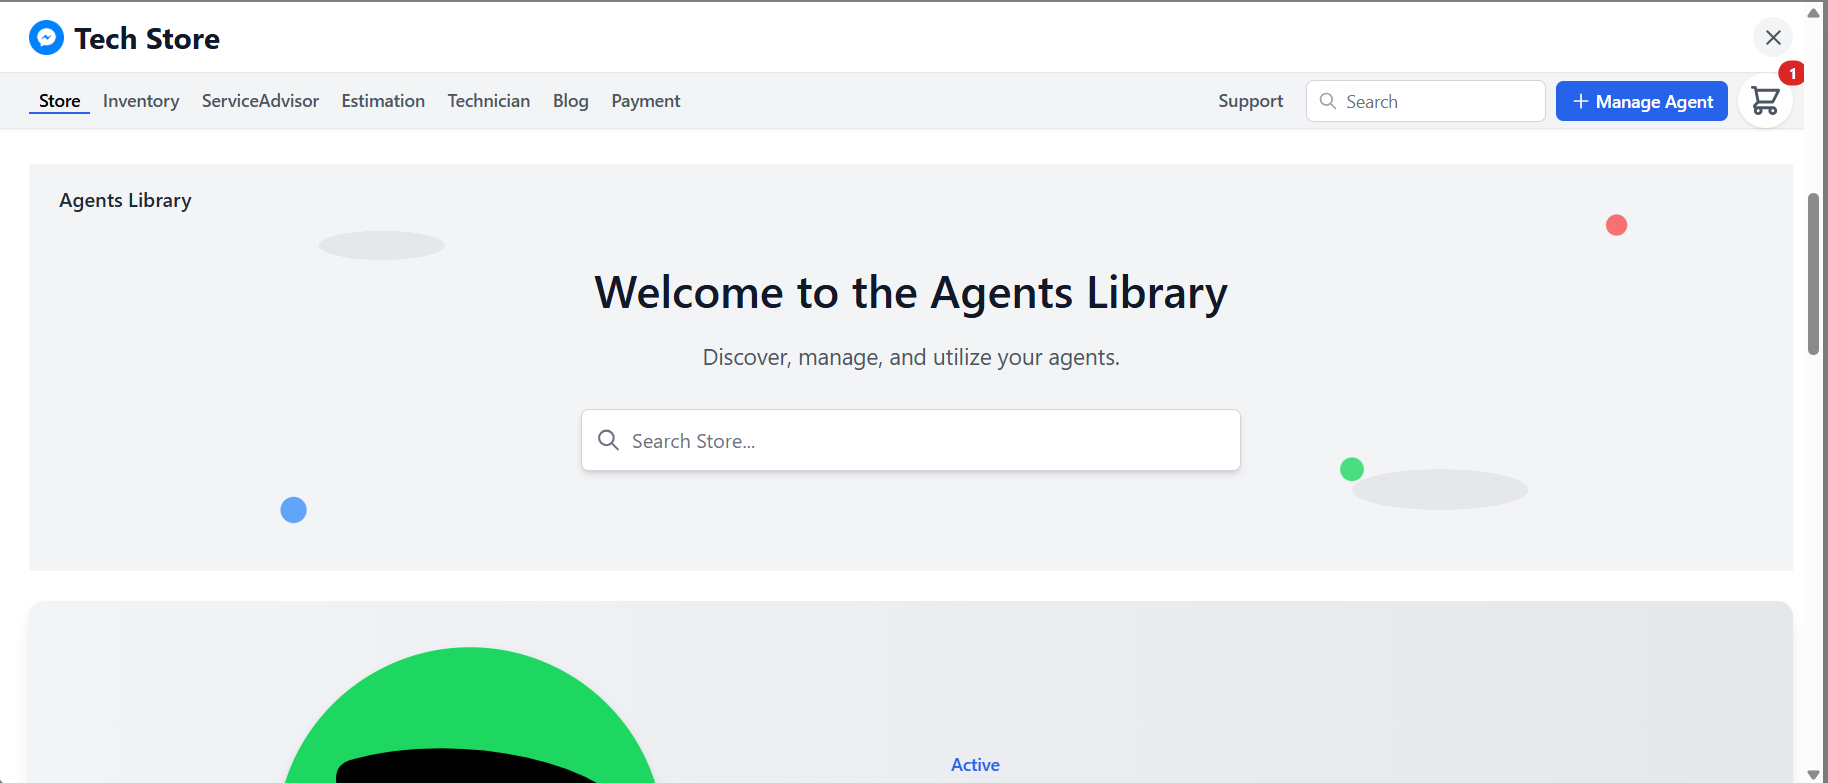 Tech Store
Store Inventory ServiceAdvisor Estimation Technician Blog Payment Support Search Manage Agent 1
Agents Library
Welcome to the Agents Library
Discover, manage, and utilize your agents.
Search Store...
Active